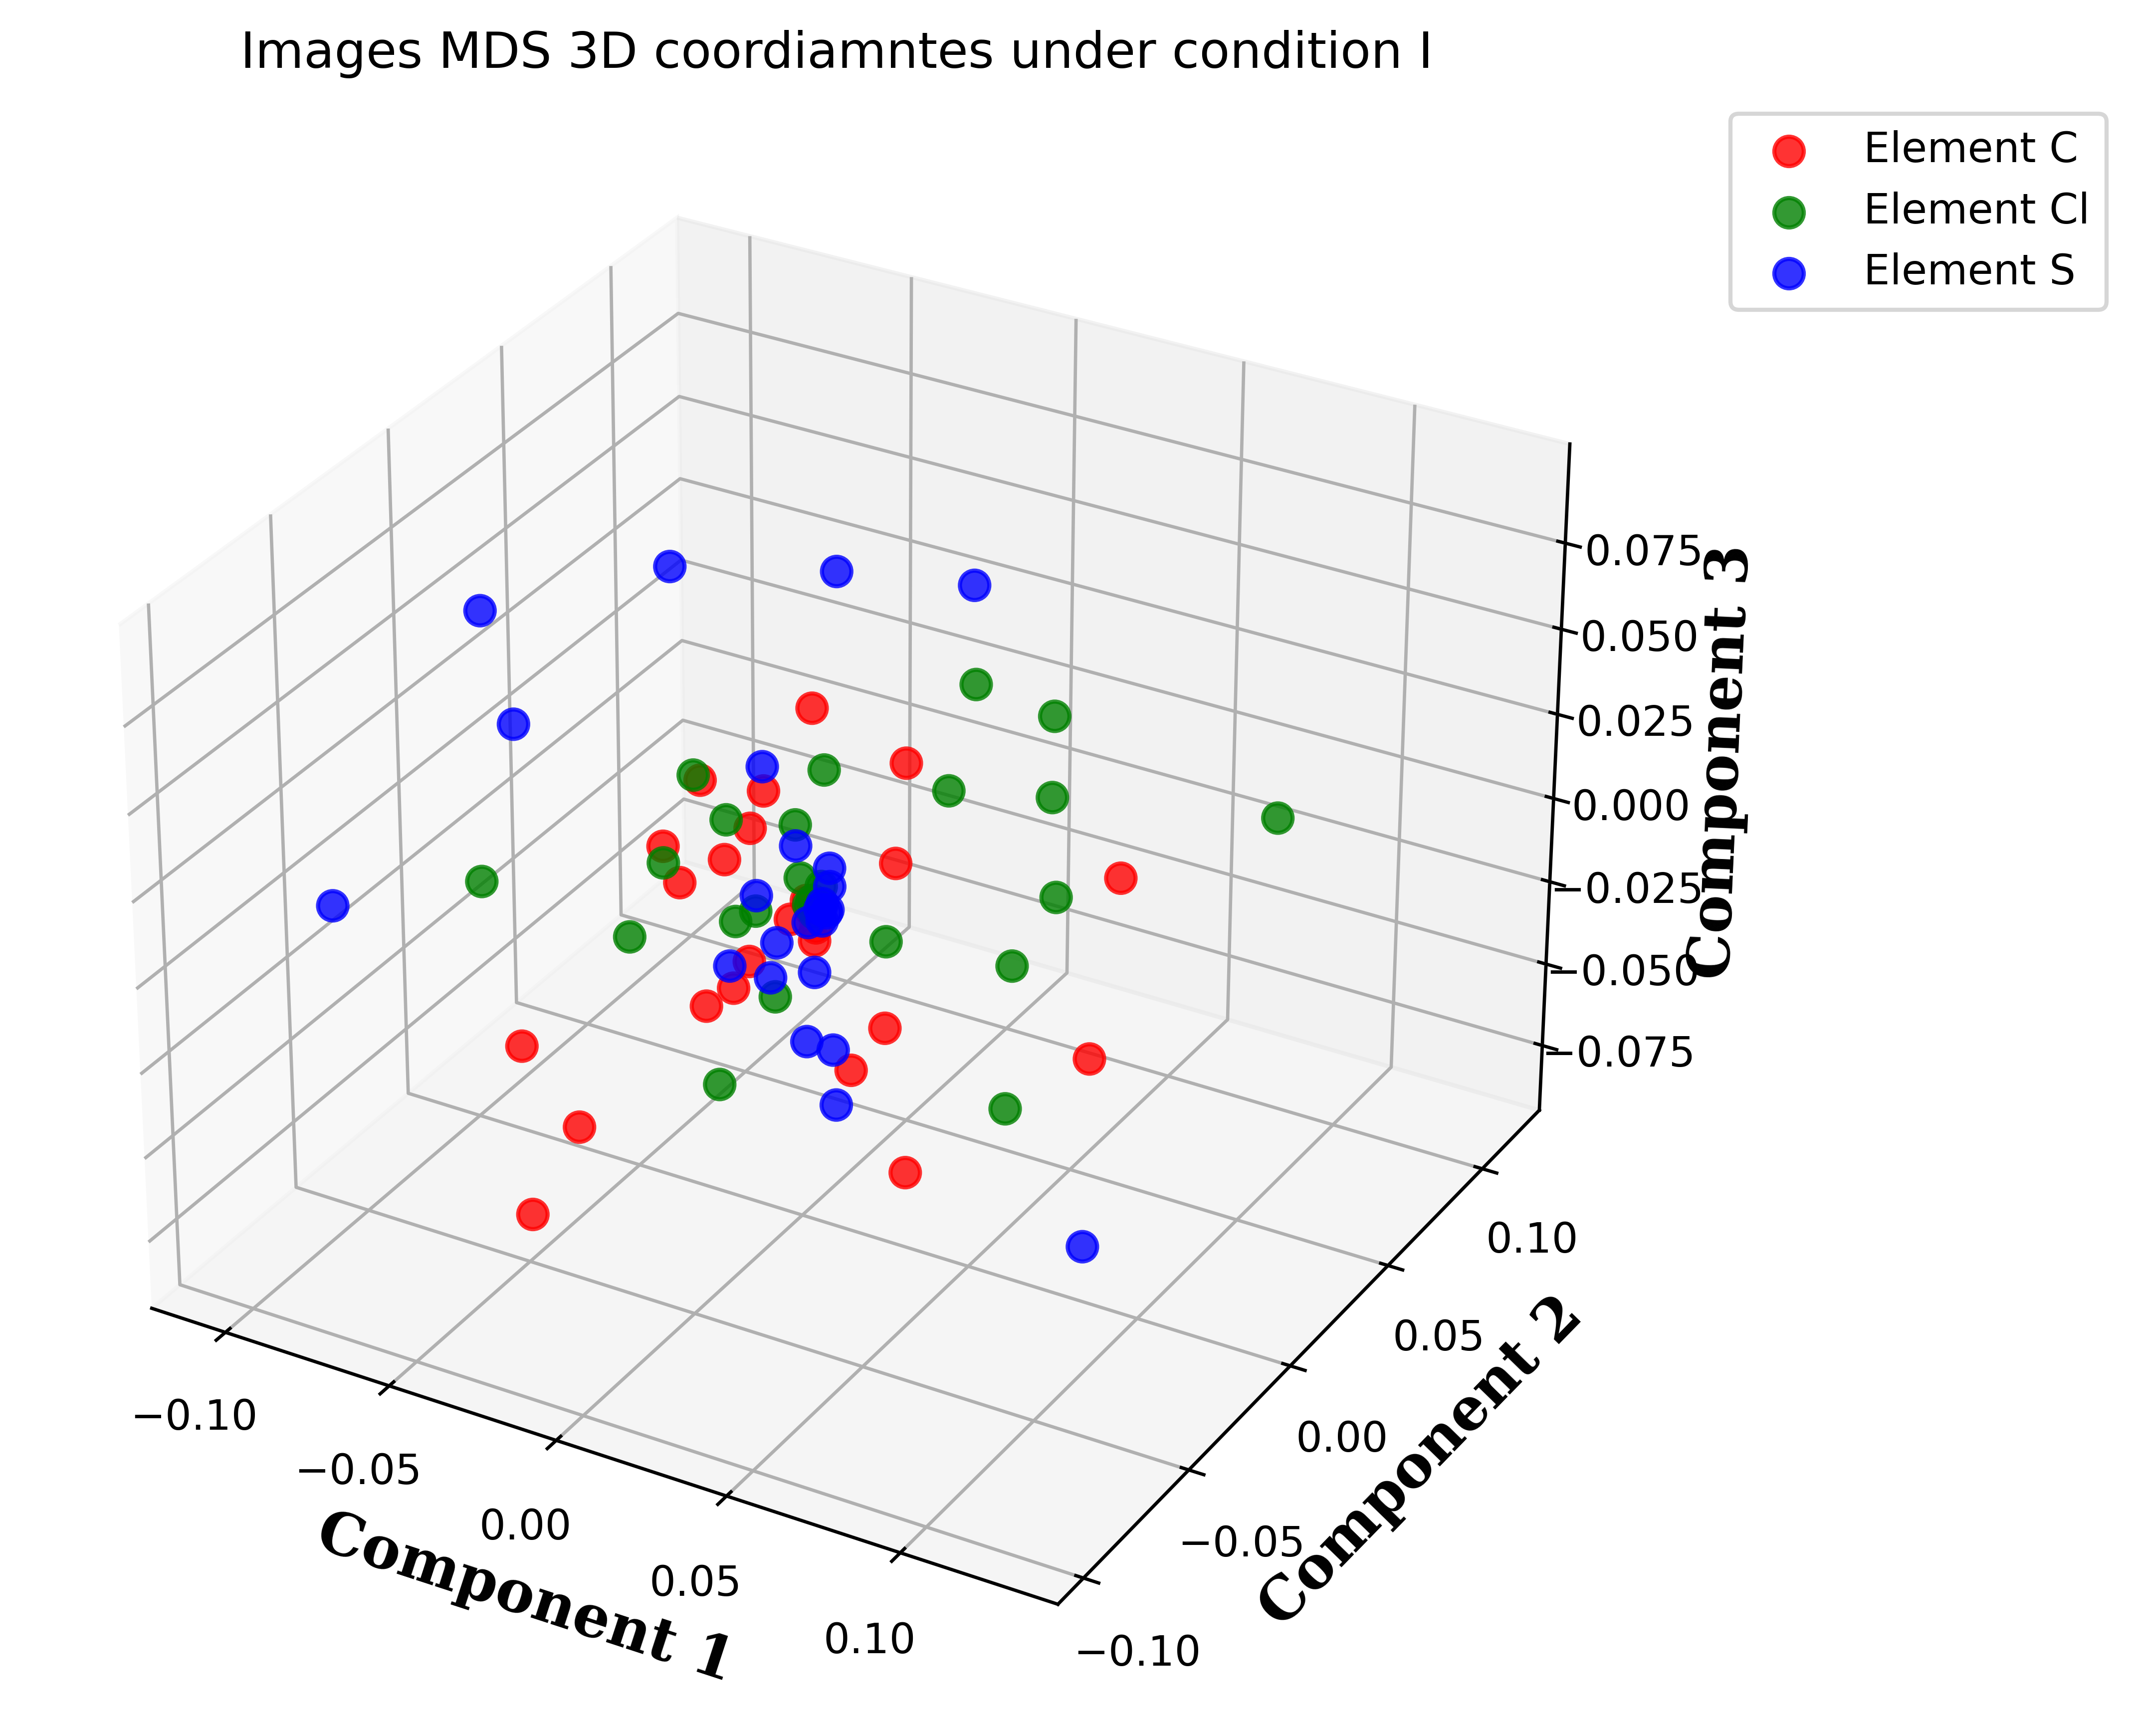 Images MDS 3D coordiamntes under condition I
Element C
Element Cl
Element S
0.075
0.050
0.025
0.000
−0.025
−0.050
−0.075
Component 3
0.10
0.05
0.00
−0.05
−0.10
Component 2
−0.10
−0.05
0.00
0.05
0.10
Component 1